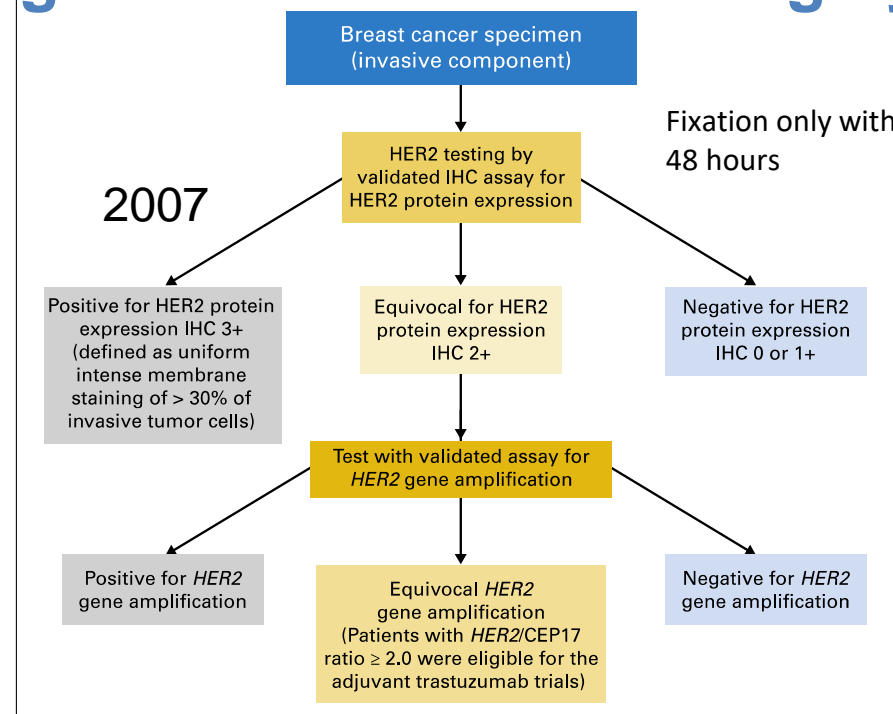 Breast cancer specimen
(invasive component)
Fixation only with
48 hours
HER2 testing by
validated IHC assay for
HER2 protein expression
2007
Positive for HER2 protein
expression IHC 3+
(defined as uniform
intense membrane
staining of > 30% of
invasive tumor cells)
Equivocal for HER2
protein expression
IHC 2+
Negative for HER2
protein expression
IHC 0 or 1+
Test with validated assay for
HER2 gene amplification
Positive for HER2
gene amplification
Equivocal HER2
gene amplification
(Patients with HER2/CEP17
ratio ≥ 2.0 were eligible for the
adjuvant trastuzumab trials)
Negative for HER2
gene amplification